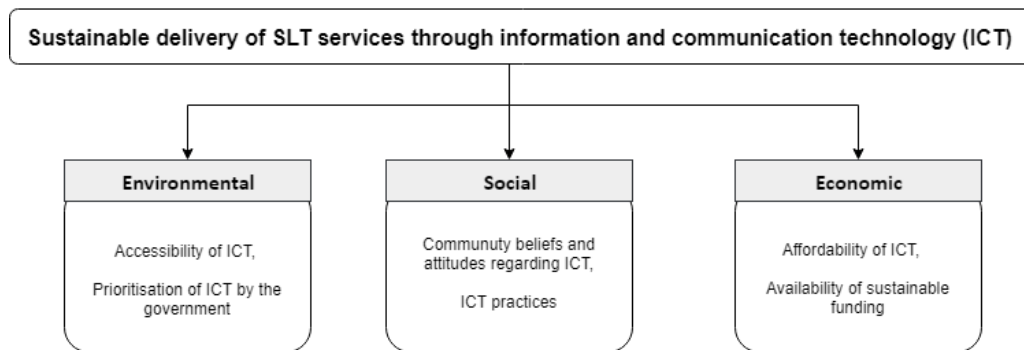 Sustainable delivery of SLT services through information and communication technology (ICT)
Environmental
Accessibility of ICT,
Prioritisation of ICT by the
government
Social
Communuty beliefs and
attitudes regarding ICT,
ICT practices
Economic
Affordability of ICT,
Availability of sustainable
funding